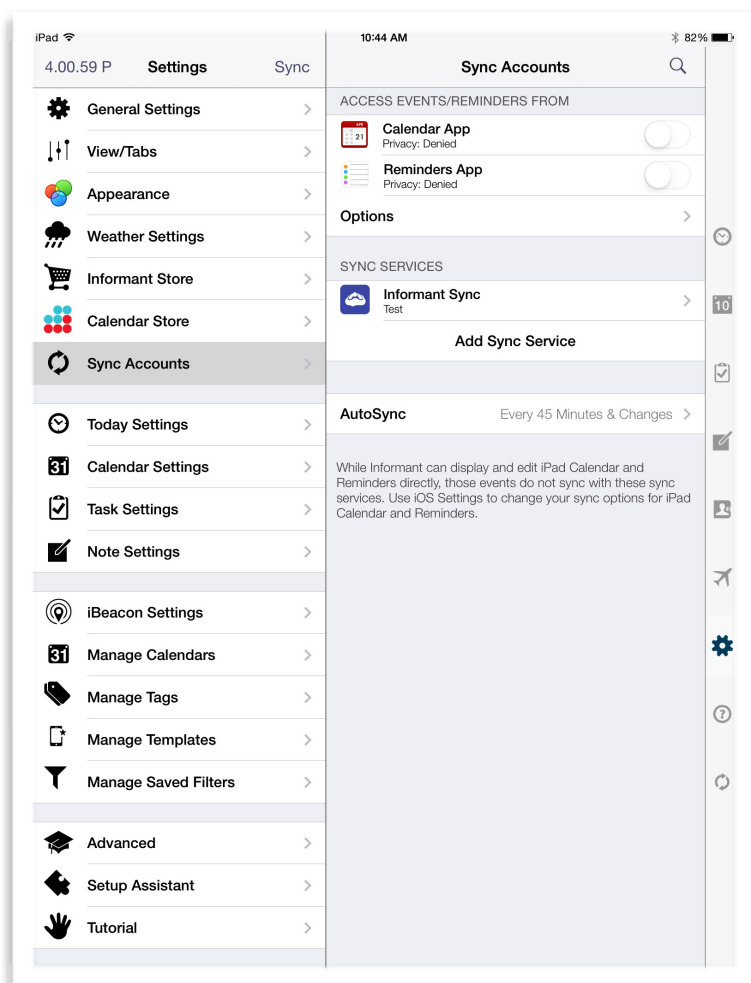 iPad
10:44 AM
82%
4.00.59 P Settings Sync
Sync Accounts
General Settings
View/Tabs
Appearance
Weather Settings
Informant Store
Calendar Store
Sync Accounts
Today Settings
31 Calendar Settings
Task Settings
Note Settings
iBeacon Settings
31 Manage Calendars
Manage Tags
Manage Templates
Manage Saved Filters
Advanced
Setup Assistant
Tutorial
ACCESS EVENTS/REMINDERS FROM
APR
21
Calendar App
Privacy: Denied
Reminders App
Privacy: Denied
Options
SYNC SERVICES
Informant Sync
Test
Add Sync Service
AutoSync Every 45 Minutes & Changes
While Informant can display and edit iPad Calendar and
Reminders directly, those events do not sync with these sync
services. Use iOS Settings to change your sync options for iPad
Calendar and Reminders.
10
?